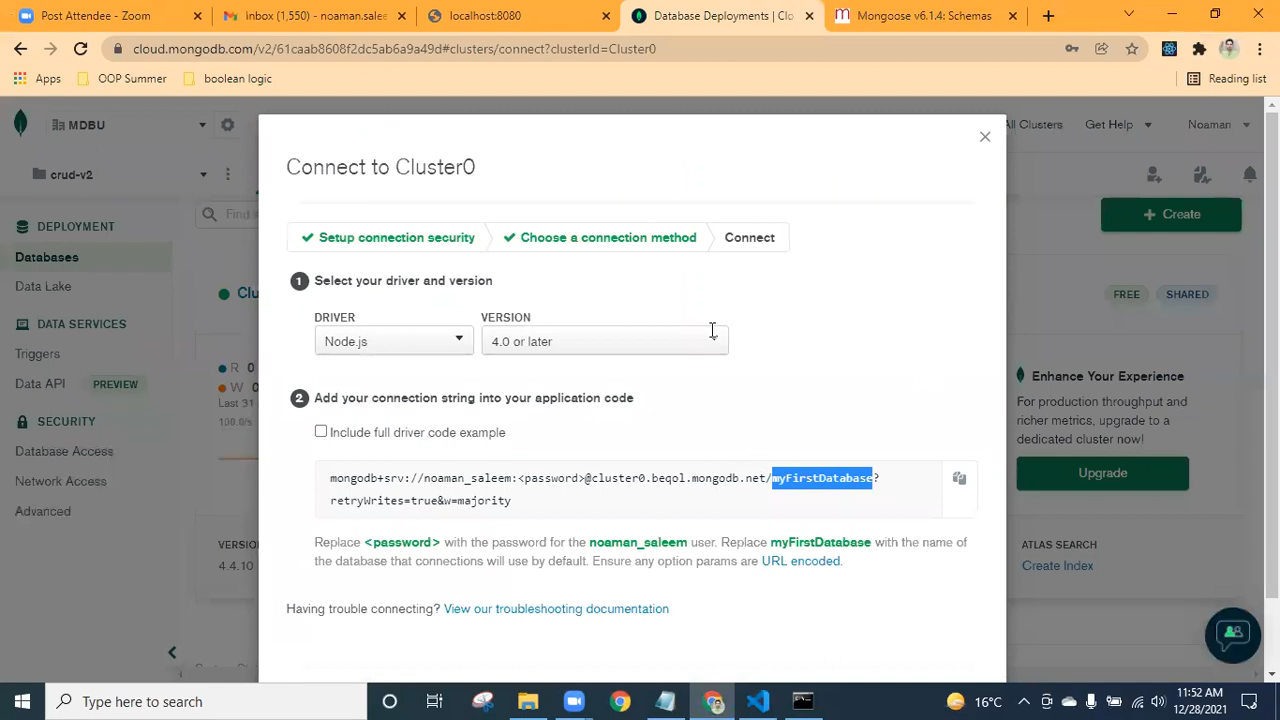 Post Attendee - Zoom
Inbox (1,550) - noaman.sale
localhost:8080
Database Deployments | Clo
Mongoose v6.1.4: Schemas
cloud.mongodb.com/v2/61caab8608f2dc5ab6a9a49d#clusters/connect?clusterId=Cluster0
Apps
OOP Summer
boolean logic
Reading list
MDBU
All Clusters
Get Help
Noaman
crud-v2
DEPLOYMENT
Databases
Data Lake
DATA SERVICES
Triggers
Data API
PREVIEW
SECURITY
Database Access
Network Access
Advanced
Find
Clu
R 0
W 0
Last 31
100.0/s
VERSION
4.4.10
Connect to Cluster0
Setup connection security
Choose a connection method
Connect
1 Select your driver and version
DRIVER
VERSION
Node.js
4.0 or later
2 Add your connection string into your application code
Include full driver code example
mongodb+srv://noaman_saleem:<password>@cluster0.beqol.mongodb.net/myFirstDatabase?
retryWrites=true&w=majority
Replace <password> with the password for the noaman_saleem user. Replace myFirstDatabase with the name of
the database that connections will use by default. Ensure any option params are URL encoded.
Having trouble connecting? View our troubleshooting documentation
+ Create
FREE
SHARED
Enhance Your Experience
For production throughput and
richer metrics, upgrade to a
dedicated cluster now!
Upgrade
ATLAS SEARCH
Create Index
Type here to search
16°C
11:52 AM
12/28/2021